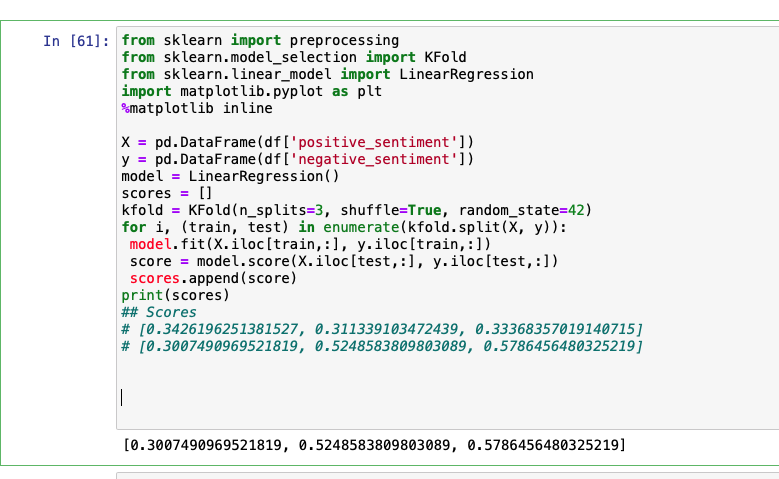 In [61]:
from sklearn import preprocessing
from sklearn.model_selection import KFold
from sklearn.linear_model import LinearRegression
import matplotlib.pyplot as plt
%matplotlib inline
X = pd.DataFrame(df['positive_sentiment'])
y = pd.DataFrame(df['negative_sentiment'])
model = LinearRegression()
scores = []
kfold = KFold(n_splits=3, shuffle=True, random_state=42)
for i, (train, test) in enumerate(kfold.split(X, y)):
 model.fit(X.iloc[train,:], y.iloc[train,:])
 score = model.score(X.iloc[test,:], y.iloc[test,:])
 scores.append(score)
print(scores)
## Scores
# [0.3426196251381527, 0.311339103472439, 0.33368357019140715]
# [0.3007490969521819, 0.5248583809803089, 0.5786456480325219]
[0.3007490969521819, 0.5248583809803089, 0.5786456480325219]